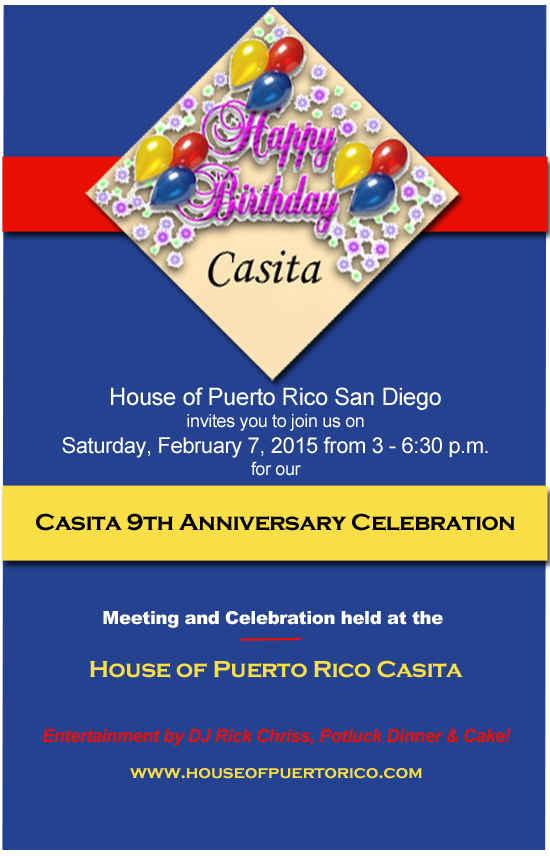 Happy
Birthday
Casita
House of Puerto Rico San Diego
invites you to join us on
Saturday, February 7, 2015 from 3 - 6:30 p.m.
for our
Casita 9th Anniversary Celebration
Meeting and Celebration held at the
House of Puerto Rico Casita
Entertainment by DJ Rick Chriss, Potluck Dinner & Cake!
www.houseofpuertorico.com